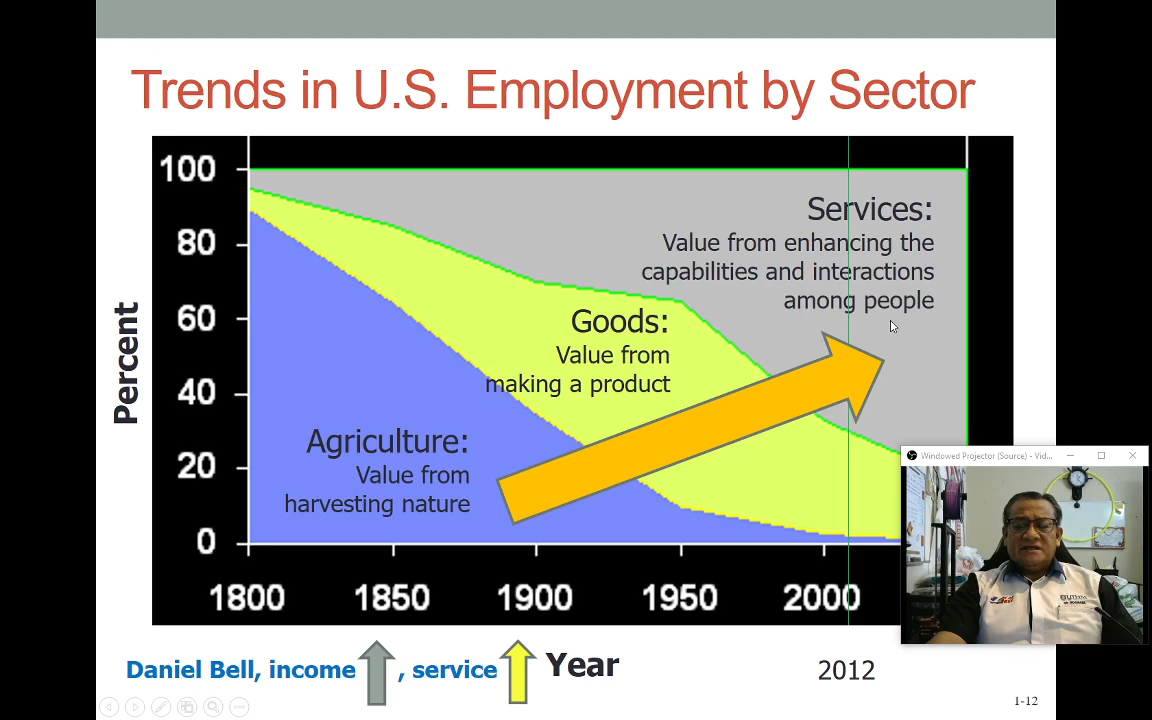 Trends in U.S. Employment by Sector
100
80
60
40
20
0
Percent
Services:
Value from enhancing the
capabilities and interactions
among people
Goods:
Value from
making a product
Agriculture:
Value from
harvesting nature
Windowed Projector (Source) - Vid...
1800
1850
1900
1950
2000
Daniel Bell, income , service
Year
2012
1-12